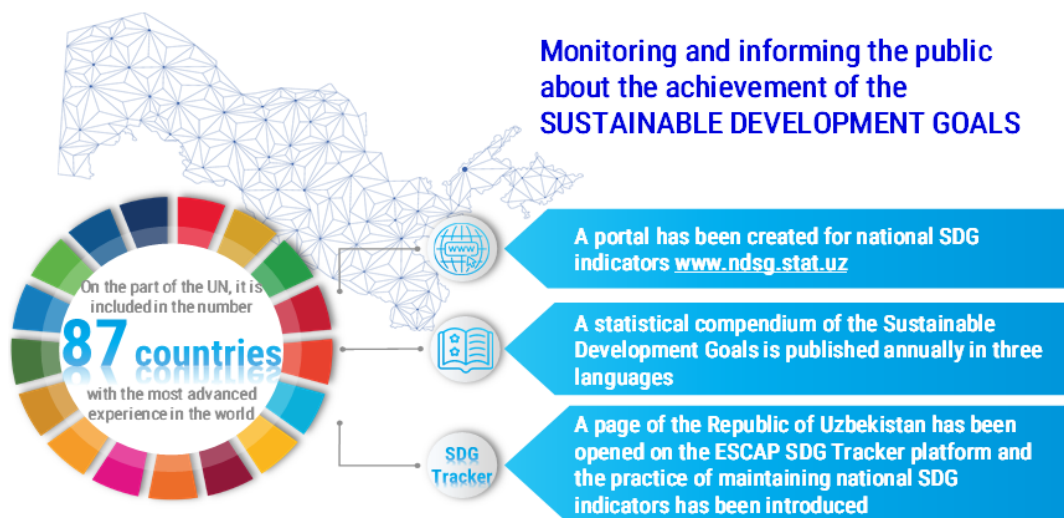 Monitoring and informing the public
about the achievement of the
SUSTAINABLE DEVELOPMENT GOALS
On the part of the UN, it is
included in the number
87 countries
with the most advanced
experience in the world
www
A portal has been created for national SDG
indicators www.ndsg.stat.uz
A statistical compendium of the Sustainable
Development Goals is published annually in three
languages
SDG
Tracker
A page of the Republic of Uzbekistan has been
opened on the ESCAP SDG Tracker platform and
the practice of maintaining national SDG
indicators has been introduced